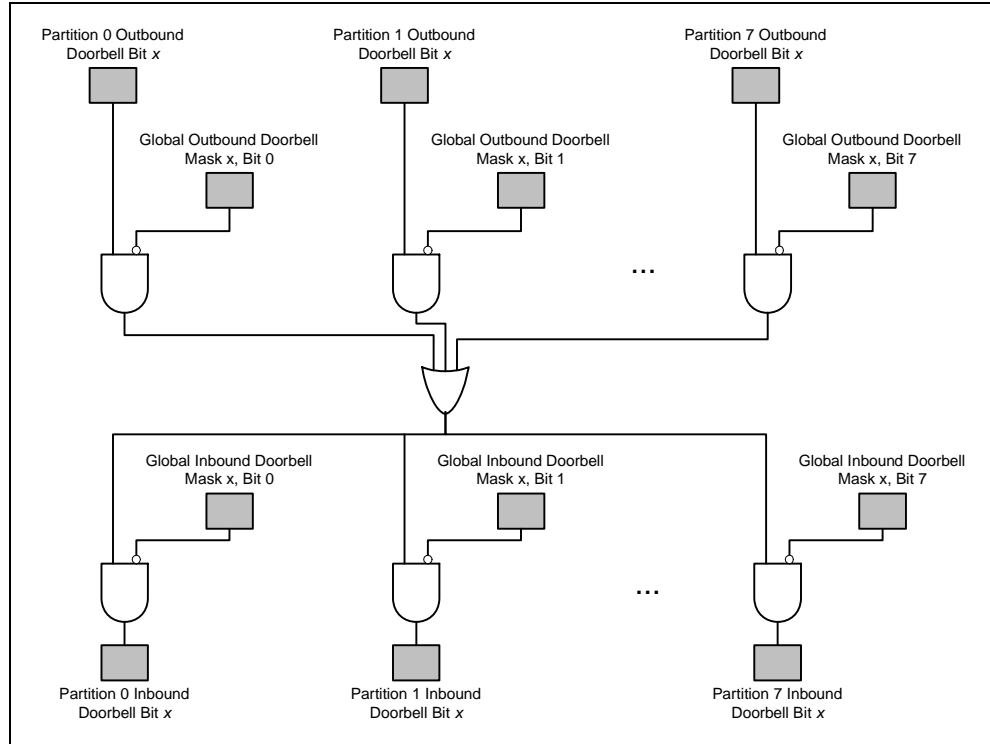 Partition 0 Outbound
Doorbell Bit x
Partition 1 Outbound
Doorbell Bit x
Partition 7 Outbound
Doorbell Bit x
Global Outbound Doorbell
Mask x, Bit 0
Global Outbound Doorbell
Mask x, Bit 1
Global Outbound Doorbell
Mask x, Bit 7
...
Global Inbound Doorbell
Mask x, Bit 0
Global Inbound Doorbell
Mask x, Bit 1
Global Inbound Doorbell
Mask x, Bit 7
...
Partition 0 Inbound
Doorbell Bit x
Partition 1 Inbound
Doorbell Bit x
Partition 7 Inbound
Doorbell Bit x